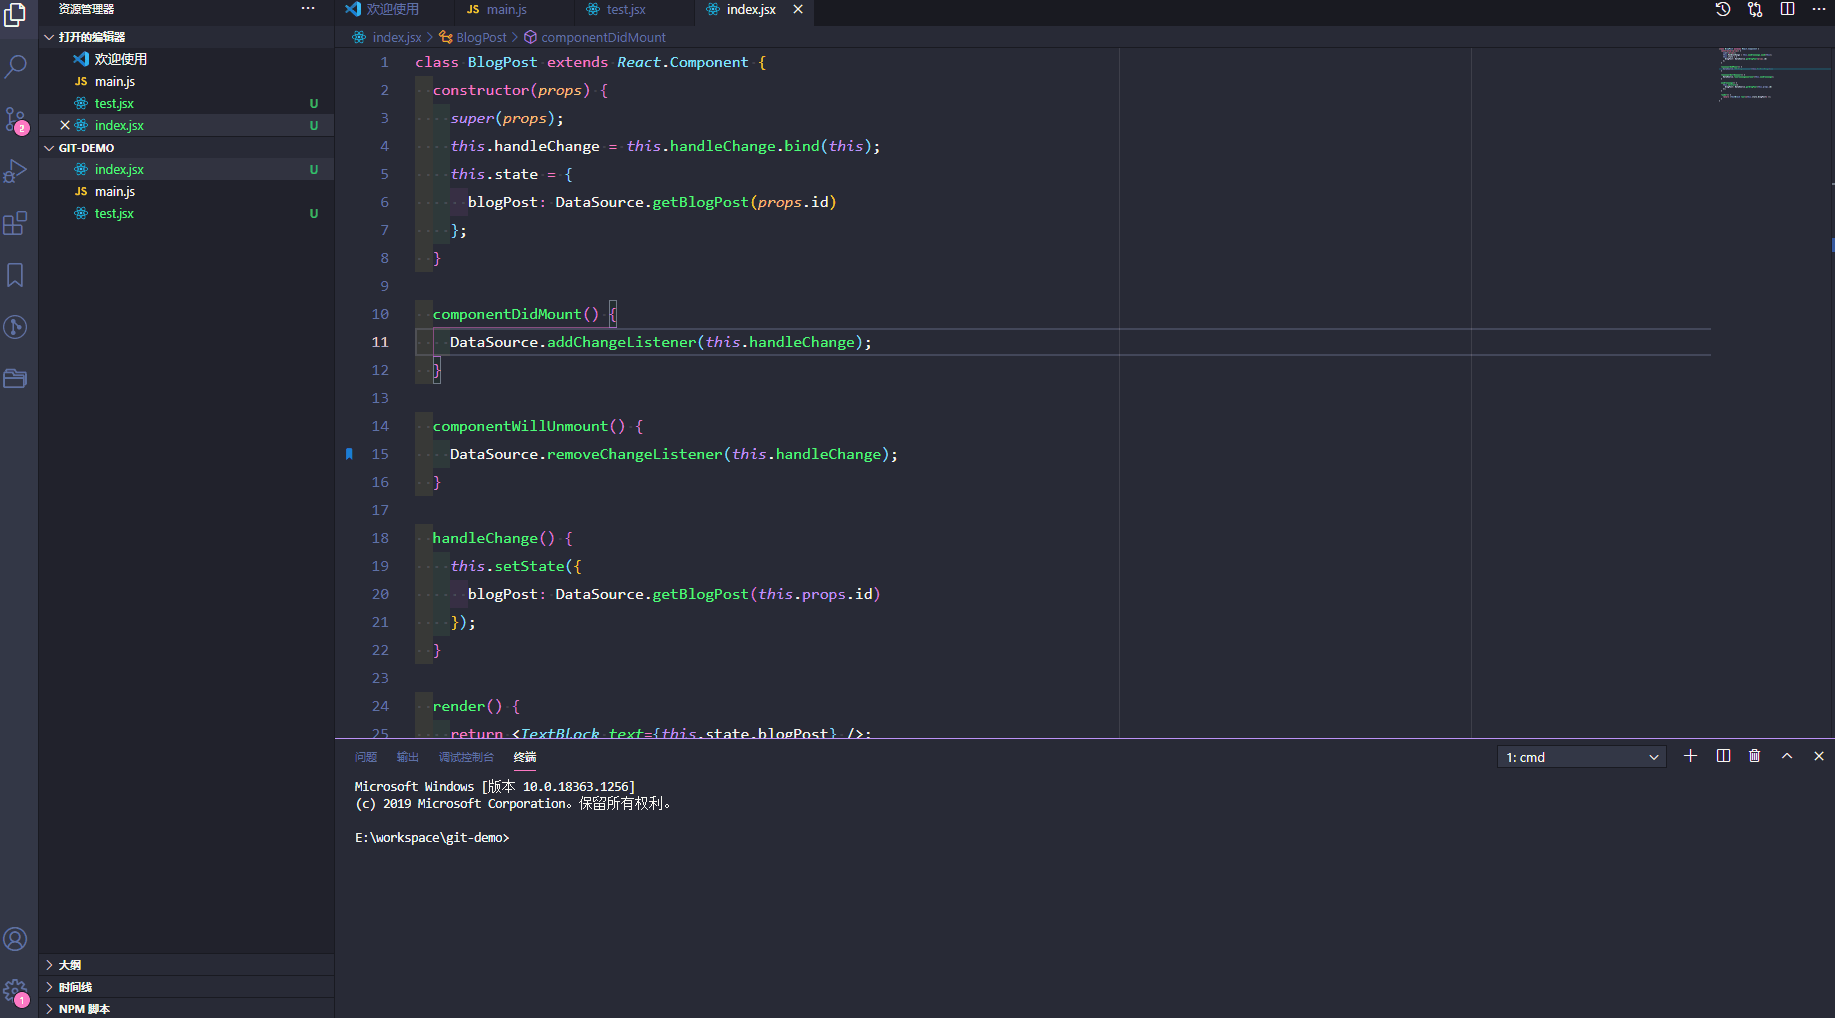 资源管理器
欢迎使用
JS main.js
test.jsx
index.jsx
打开的编辑器
欢迎使用
JS main.js
test.jsx U
index.jsx U
GIT-DEMO
index.jsx U
JS main.js
test.jsx U
2
index.jsx > BlogPost > componentDidMount
1 class BlogPost extends React.Component {
2 constructor(props) {
3 super(props);
4 this.handleChange = this.handleChange.bind(this);
5 this.state = {
6 blogPost: DataSource.getBlogPost(props.id)
7 };
8 }
9
10 componentDidMount() {
11 DataSource.addChangeListener(this.handleChange);
12 }
13
14 componentWillUnmount() {
15 DataSource.removeChangeListener(this.handleChange);
16 }
17
18 handleChange() {
19 this.setState({
20 blogPost: DataSource.getBlogPost(this.props.id)
21 });
22 }
23
24 render() {
25 return <TextBlock text={this.state.blogPost} />;
问题 输出 调试控制台 终端
1: cmd
Microsoft Windows [版本 10.0.18363.1256]
(c) 2019 Microsoft Corporation。保留所有权利。
E:\workspace\git-demo>
大纲
时间线
NPM 脚本
1